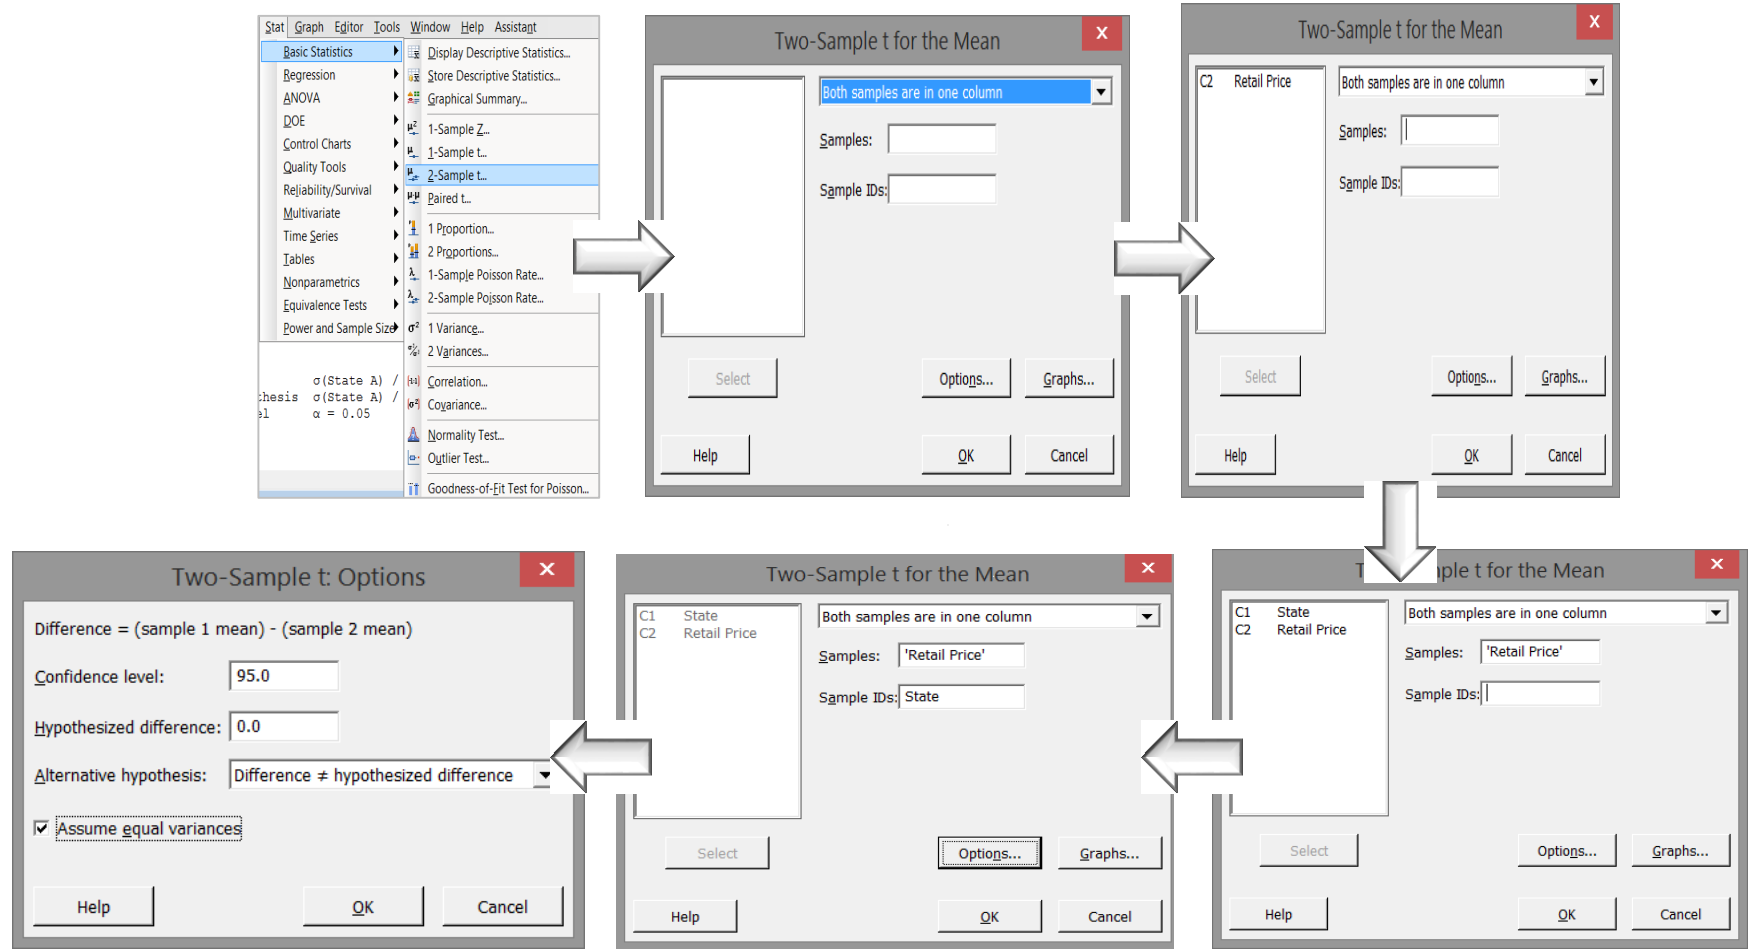 Stat Graph Editor Tools Window Help Assistant
Basic Statistics
Regression
ANOVA
DOE
Control Charts
Quality Tools
Reliability/Survival
Multivariate
Time Series
Tables
Nonparametrics
Equivalence Tests
Power and Sample Size
σ(State A) /
thesis σ(State A) /
el α = 0.05
Display Descriptive Statistics...
Store Descriptive Statistics...
Graphical Summary...
1-Sample Z...
1-Sample t...
2-Sample t...
Paired t...
1 Proportion...
2 Proportions...
1-Sample Poisson Rate...
2-Sample Poisson Rate...
1 Variance...
2 Variances...
Correlation...
Covariance...
Normality Test...
Outlier Test...
Goodness-of-Fit Test for Poisson...
Two-Sample t for the Mean
Both samples are in one column
Samples:
Sample IDs:
Select
Options...
Graphs...
Help
OK
Cancel
Two-Sample t for the Mean
C2 Retail Price
Both samples are in one column
Samples:
Sample IDs:
Select
Options...
Graphs...
Help
OK
Cancel
T
mple t for the Mean
C1 State
C2 Retail Price
Both samples are in one column
Samples: 'Retail Price'
Sample IDs:
Select
Options...
Graphs...
Help
OK
Cancel
Two-Sample t for the Mean
C1 State
C2 Retail Price
Both samples are in one column
Samples: 'Retail Price'
Sample IDs: State
Select
Options...
Graphs...
Help
OK
Cancel
Two-Sample t: Options
Difference = (sample 1 mean) - (sample 2 mean)
Confidence level: 95.0
Hypothesized difference: 0.0
Alternative hypothesis: Difference ≠ hypothesized difference
Assume equal variances
Help
OK
Cancel